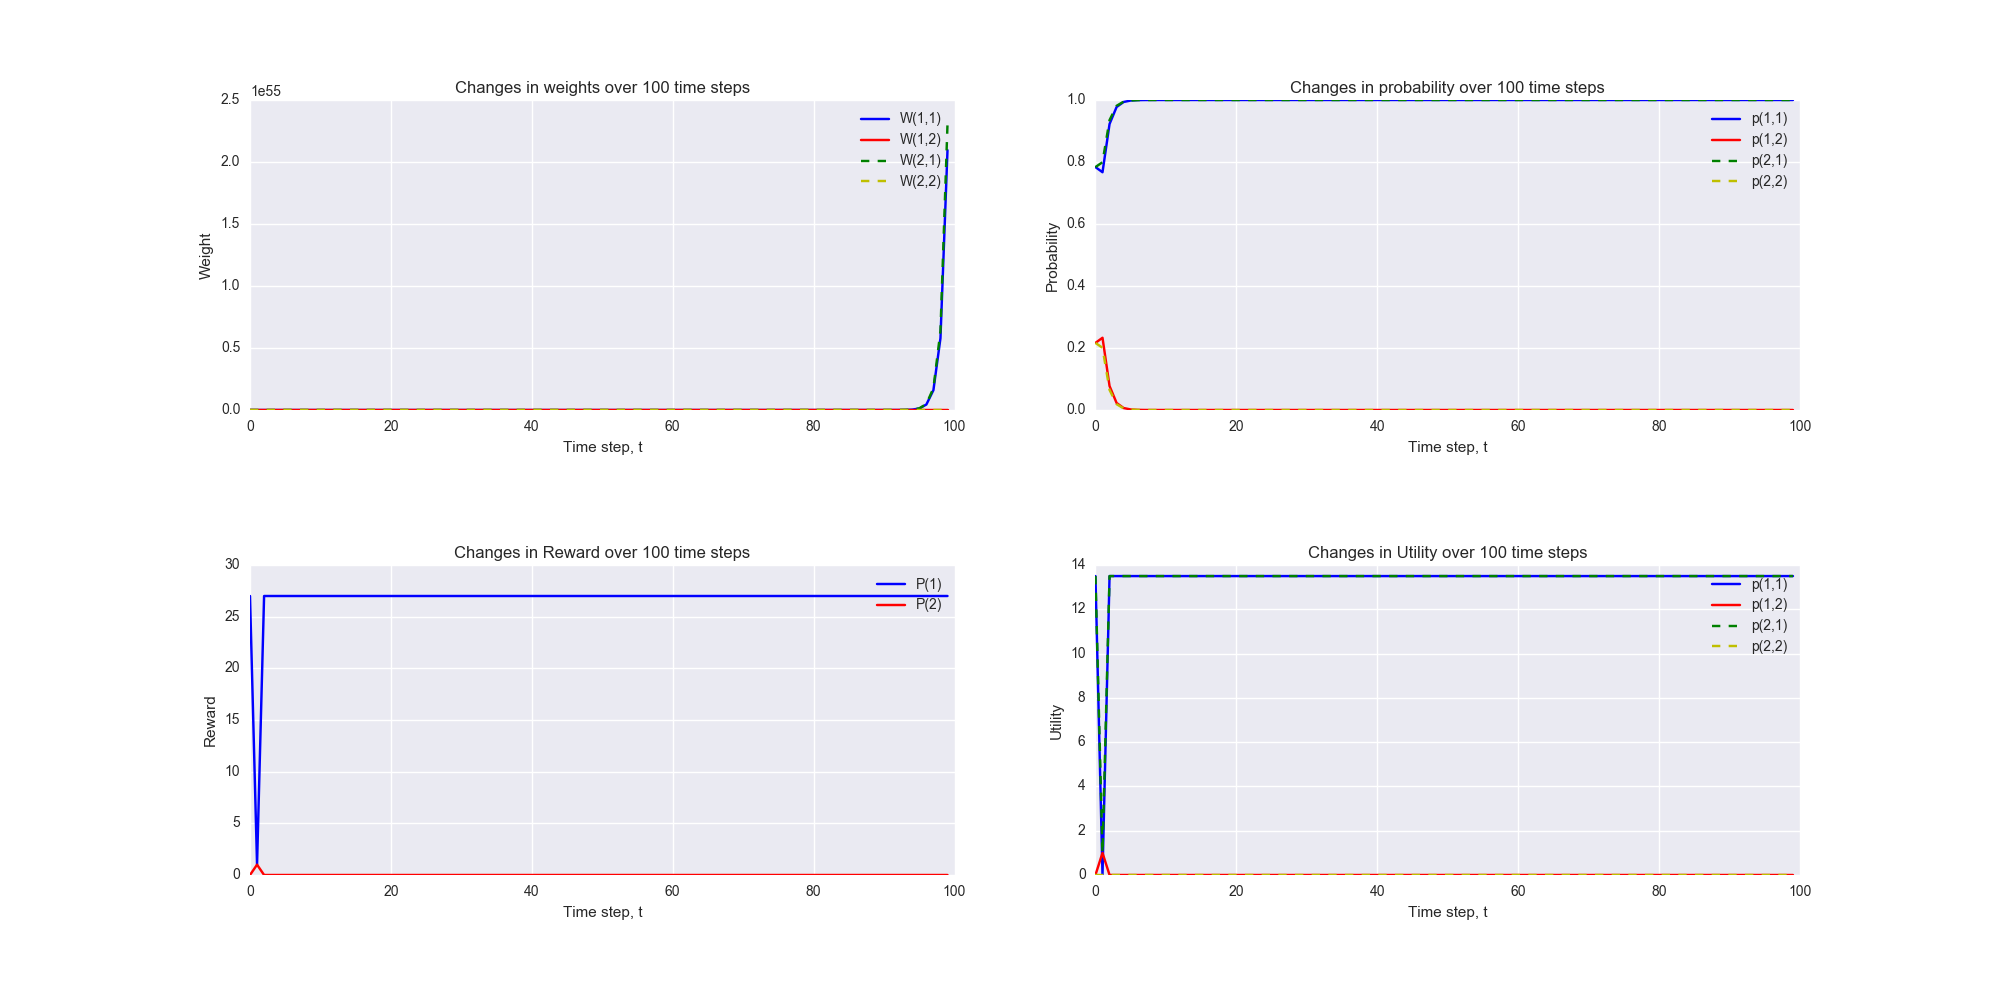 Changes in weights over 100 time steps
1e55
2.5
2.0
1.5
1.0
0.5
0.0
Weight
W(1,1)
W(1,2)
W(2,1)
W(2,2)
0 20 40 60 80 100
Time step, t
Changes in probability over 100 time steps
1.0
0.8
0.6
0.4
0.2
0.0
Probability
p(1,1)
p(1,2)
p(2,1)
p(2,2)
0 20 40 60 80 100
Time step, t
Changes in Reward over 100 time steps
30
25
20
15
10
5
0
Reward
P(1)
P(2)
0 20 40 60 80 100
Time step, t
Changes in Utility over 100 time steps
14
12
10
8
6
4
2
0
Utility
p(1,1)
p(1,2)
p(2,1)
p(2,2)
0 20 40 60 80 100
Time step, t